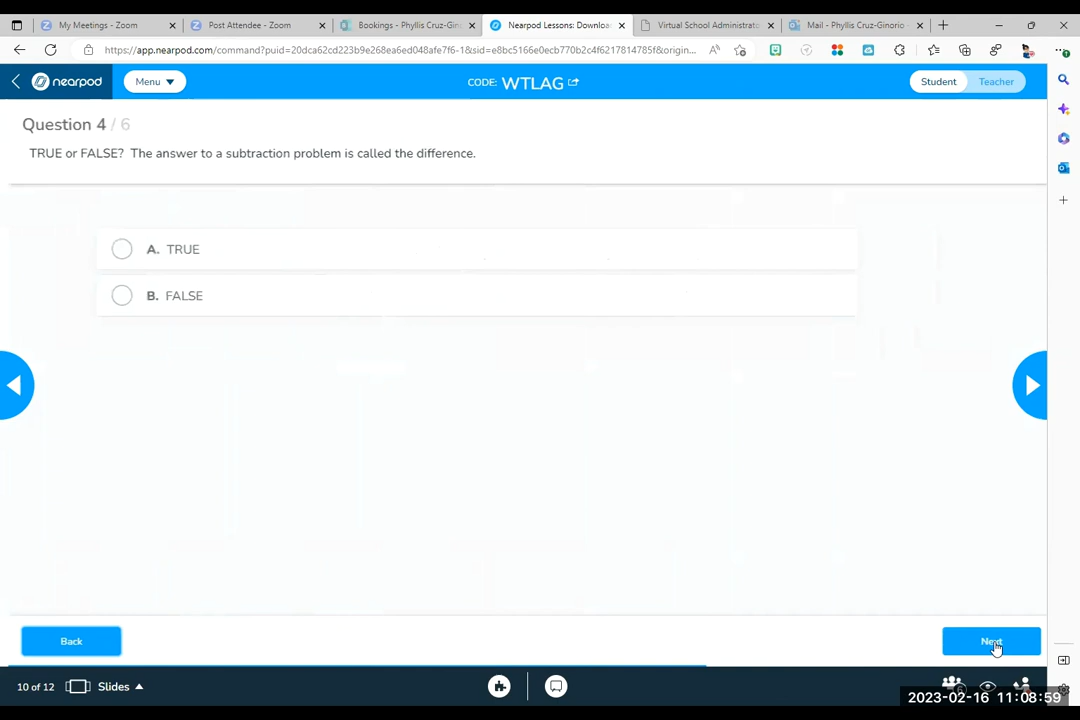 My Meetings - Zoom
Post Attendee - Zoom
Bookings - Phyllis Cruz-Gin
Nearpod Lessons: Downloa
Virtual School Administrato
Mail - Phyllis Cruz-Ginorio
https://app.nearpod.com/command?puid=20dca62cd223b9e268ea6ed048afe7f6-1&sid=e8bc5166e0ecb770b2c4f6217814785f&origin...
nearpod
Menu
CODE: WTLAG
Student
Teacher
Question 4 / 6
TRUE or FALSE? The answer to a subtraction problem is called the difference.
A. TRUE
B. FALSE
Back
Next
10 of 12
Slides
2023-02-16 11:08:59